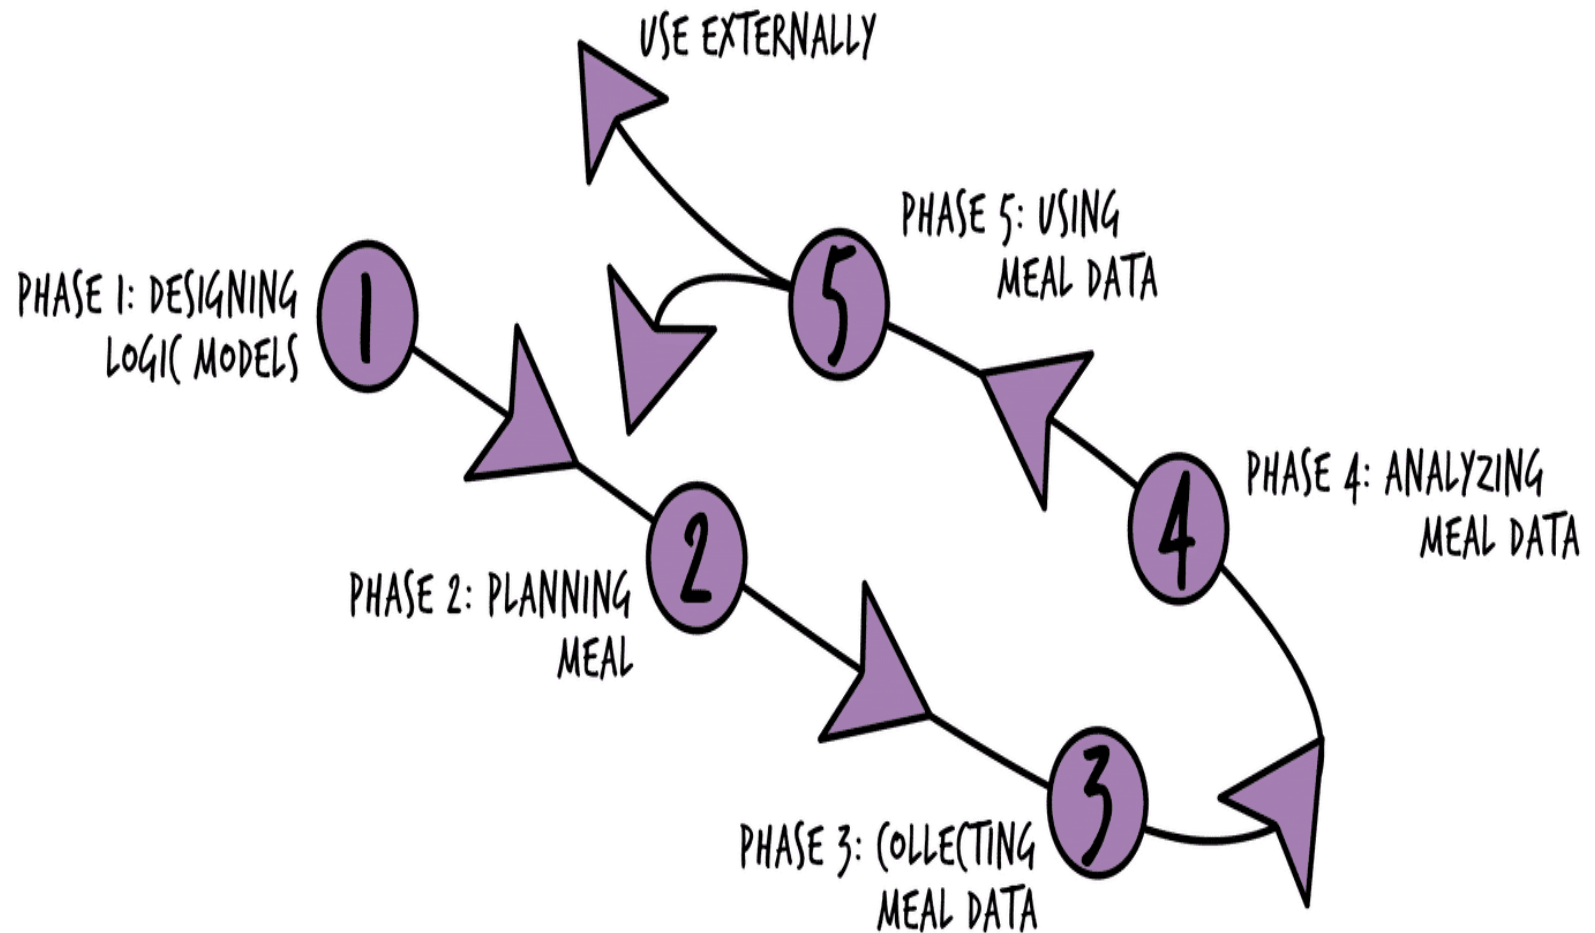 USE EXTERNALLY
PHASE 5: USING
MEAL DATA
5
PHASE 1: DESIGNING
LOGIC MODELS
1
PHASE 4: ANALYZING
MEAL DATA
4
2
PHASE 2: PLANNING
MEAL
3
PHASE 3: COLLECTING
MEAL DATA